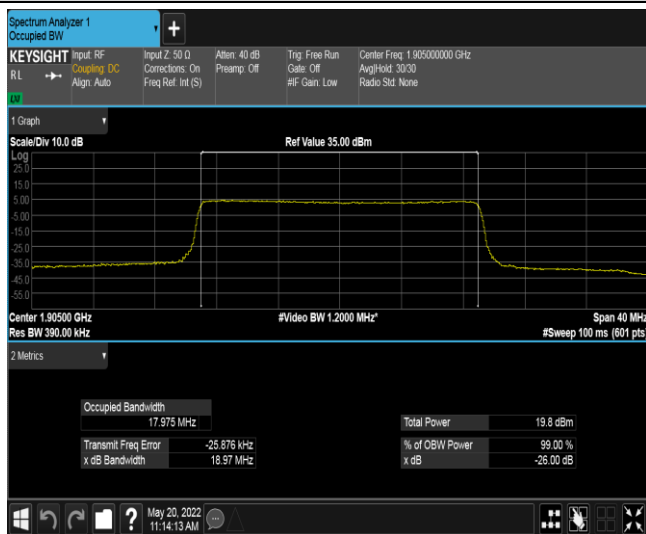 Spectrum Analyzer 1
Occupied BW
+
KEYSIGHT Input: RF Input Z: 50 Ω Atten: 40 dB Trig: Free Run Center Freq: 1.905000000 GHz
RL Coupling: DC Corrections: On Preamp: Off Gate: Off Avg|Hold: 30/30
Align: Auto Freq Ref: Int (S) #IF Gain: Low Radio Std: None
1 Graph
Scale/Div 10.0 dB Ref Value 35.00 dBm
Log
25.0
15.0
5.00
-5.00
-15.0
-25.0
-35.0
-45.0
-55.0
Center 1.90500 GHz #Video BW 1.2000 MHz* Span 40 MHz
Res BW 390.00 kHz #Sweep 100 ms (601 pts)
2 Metrics
Occupied Bandwidth
17.975 MHz Total Power 19.8 dBm
Transmit Freq Error -25.876 kHz % of OBW Power 99.00 %
x dB Bandwidth 18.97 MHz x dB -26.00 dB
? May 20, 2022
11:14:13 AM